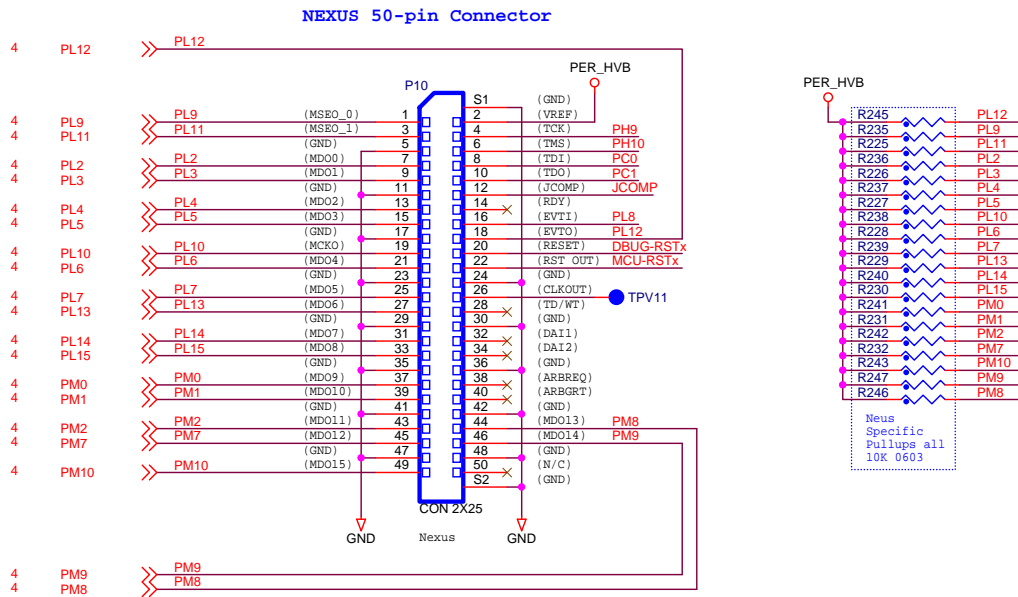 NEXUS 50-pin Connector
4 PL12 PL12
PER_HVB
P10
S1 (GND)
4 PL9 PL9 (MSEO_0) 1 2 (VREF)
4 PL11 PL11 (MSEO_1) 3 4 (TCK) PH9
(GND) 5 6 (TMS) PH10
4 PL2 PL2 (MDO0) 7 8 (TDI) PC0
4 PL3 PL3 (MDO1) 9 10 (TDO) PC1
(GND) 11 12 (JCOMP) JCOMP
4 PL4 PL4 (MDO2) 13 14 (RDY)
4 PL5 PL5 (MDO3) 15 16 (EVTI) PL8
(GND) 17 18 (EVTO) PL12
4 PL10 PL10 (MCKO) 19 20 (RESET) DBUG-RSTx
4 PL6 PL6 (MDO4) 21 22 (RST OUT) MCU-RSTx
(GND) 23 24 (GND)
4 PL7 PL7 (MDO5) 25 26 (CLKOUT) TPV11
4 PL13 PL13 (MDO6) 27 28 (TD/WT)
(GND) 29 30 (GND)
4 PL14 PL14 (MDO7) 31 32 (DAI1)
4 PL15 PL15 (MDO8) 33 34 (DAI2)
(GND) 35 36 (GND)
4 PM0 PM0 (MDO9) 37 38 (ARBREQ)
4 PM1 PM1 (MDO10) 39 40 (ARBGRT)
(GND) 41 42 (GND)
4 PM2 PM2 (MDO11) 43 44 (MDO13) PM8
4 PM7 PM7 (MDO12) 45 46 (MDO14) PM9
(GND) 47 48 (GND)
4 PM10 PM10 (MDO15) 49 50 (N/C)
S2 (GND)
CON 2X25
GND Nexus GND
4 PM9 PM9
4 PM8 PM8
PER_HVB
R245 PL12
R235 PL9
R225 PL11
R236 PL2
R226 PL3
R237 PL4
R227 PL5
R238 PL10
R228 PL6
R239 PL7
R229 PL13
R240 PL14
R230 PL15
R241 PM0
R231 PM1
R242 PM2
R232 PM7
R243 PM10
R247 PM9
R246 PM8
Neus
Specific
Pullups all
10K 0603